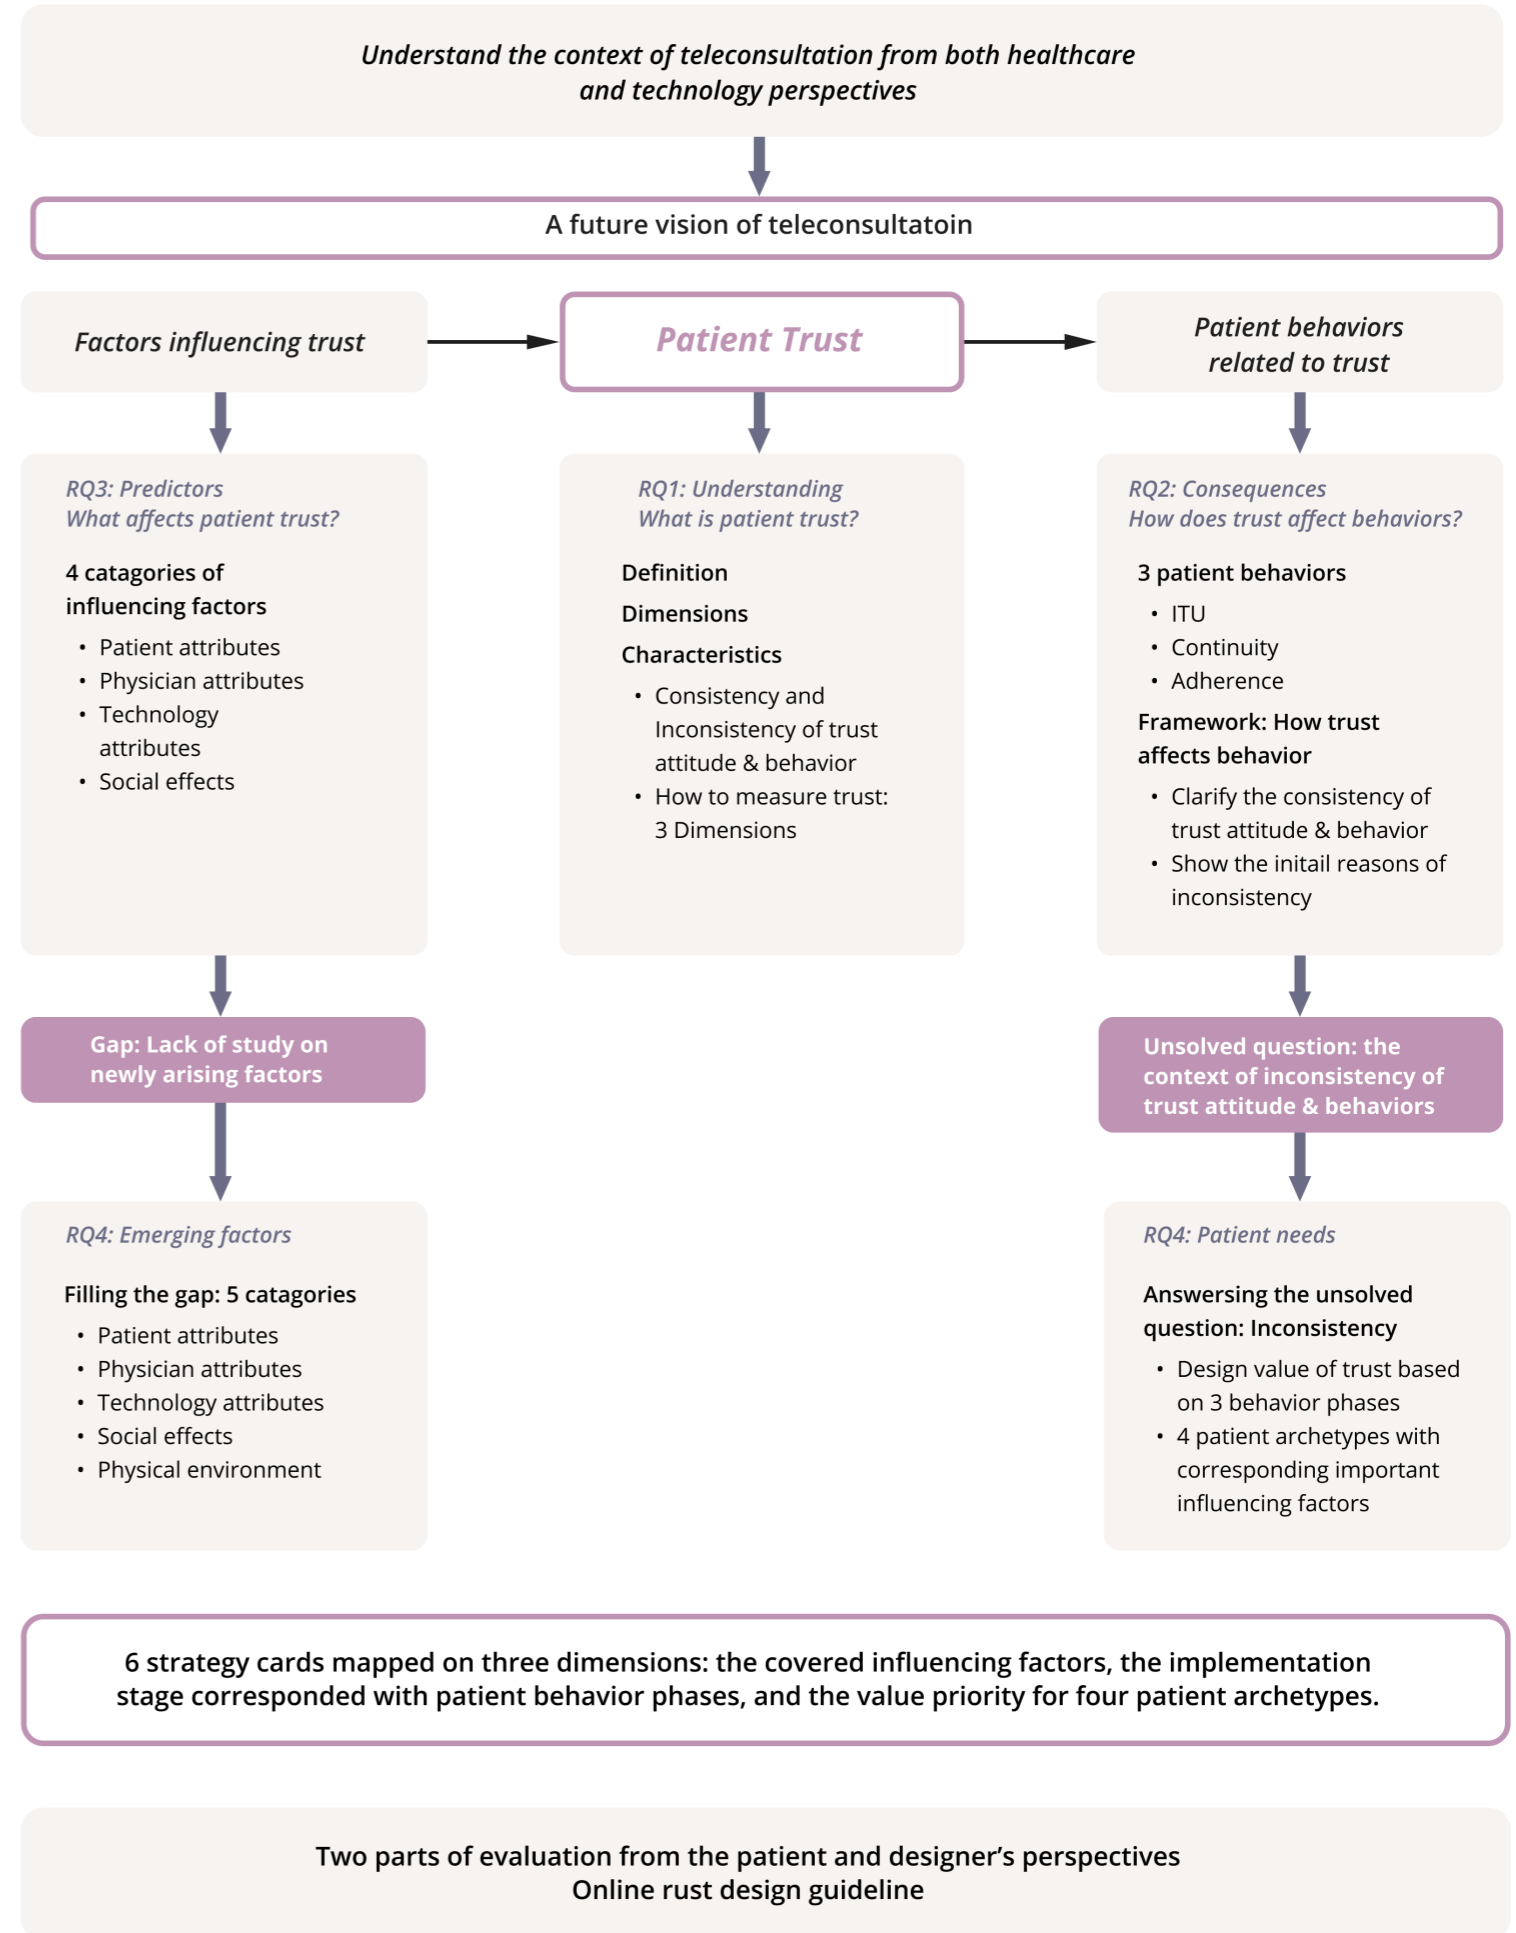 Understand the context of teleconsultation from both healthcare
and technology perspectives
A future vision of teleconsultatoin
Factors influencing trust
Patient Trust
Patient behaviors
related to trust
RQ3: Predictors
What affects patient trust?
4 catagories of
influencing factors
• Patient attributes
• Physician attributes
• Technology
attributes
• Social effects
RQ1: Understanding
What is patient trust?
Definition
Dimensions
Characteristics
• Consistency and
Inconsistency of trust
attitude & behavior
• How to measure trust:
3 Dimensions
RQ2: Consequences
How does trust affect behaviors?
3 patient behaviors
• ITU
• Continuity
• Adherence
Framework: How trust
affects behavior
• Clarify the consistency of
trust attitude & behavior
• Show the initail reasons of
inconsistency
Gap: Lack of study on
newly arising factors
Unsolved question: the
context of inconsistency of
trust attitude & behaviors
RQ4: Emerging factors
Filling the gap: 5 catagories
• Patient attributes
• Physician attributes
• Technology attributes
• Social effects
• Physical environment
RQ4: Patient needs
Answersing the unsolved
question: Inconsistency
• Design value of trust based
on 3 behavior phases
• 4 patient archetypes with
corresponding important
influencing factors
6 strategy cards mapped on three dimensions: the covered influencing factors, the implementation
stage corresponded with patient behavior phases, and the value priority for four patient archetypes.
Two parts of evaluation from the patient and designer’s perspectives
Online rust design guideline